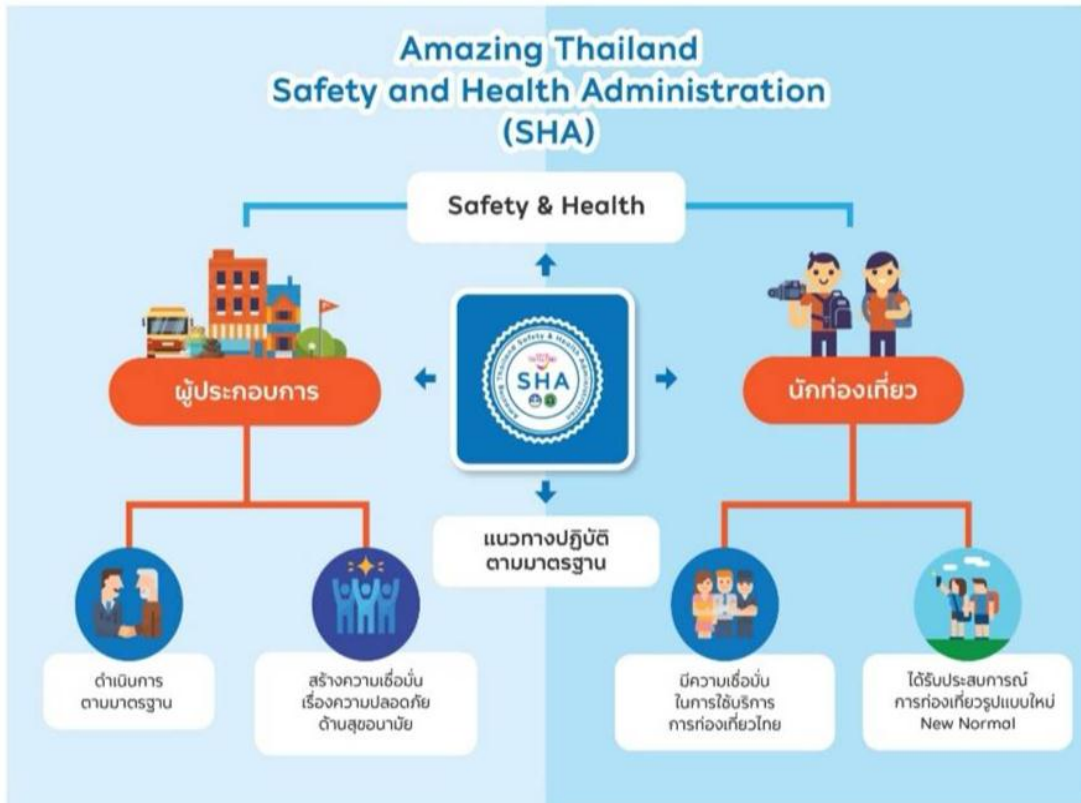 Amazing Thailand
Safety and Health Administration
(SHA)
Safety & Health
Amazing Thailand Safety & Health Administration
SHA
ผู้ประกอบการ
นักท่องเที่ยว
แนวทางปฏิบัติ
ตามมาตรฐาน
ดำเนินการ
ตามมาตรฐาน
สร้างความเชื่อมั่น
เรื่องความปลอดภัย
ด้านสุขอนามัย
มีความเชื่อมั่น
ในการใช้บริการ
การท่องเที่ยวไทย
ได้รับประสบการณ์
การท่องเที่ยวรูปแบบใหม่
New Normal